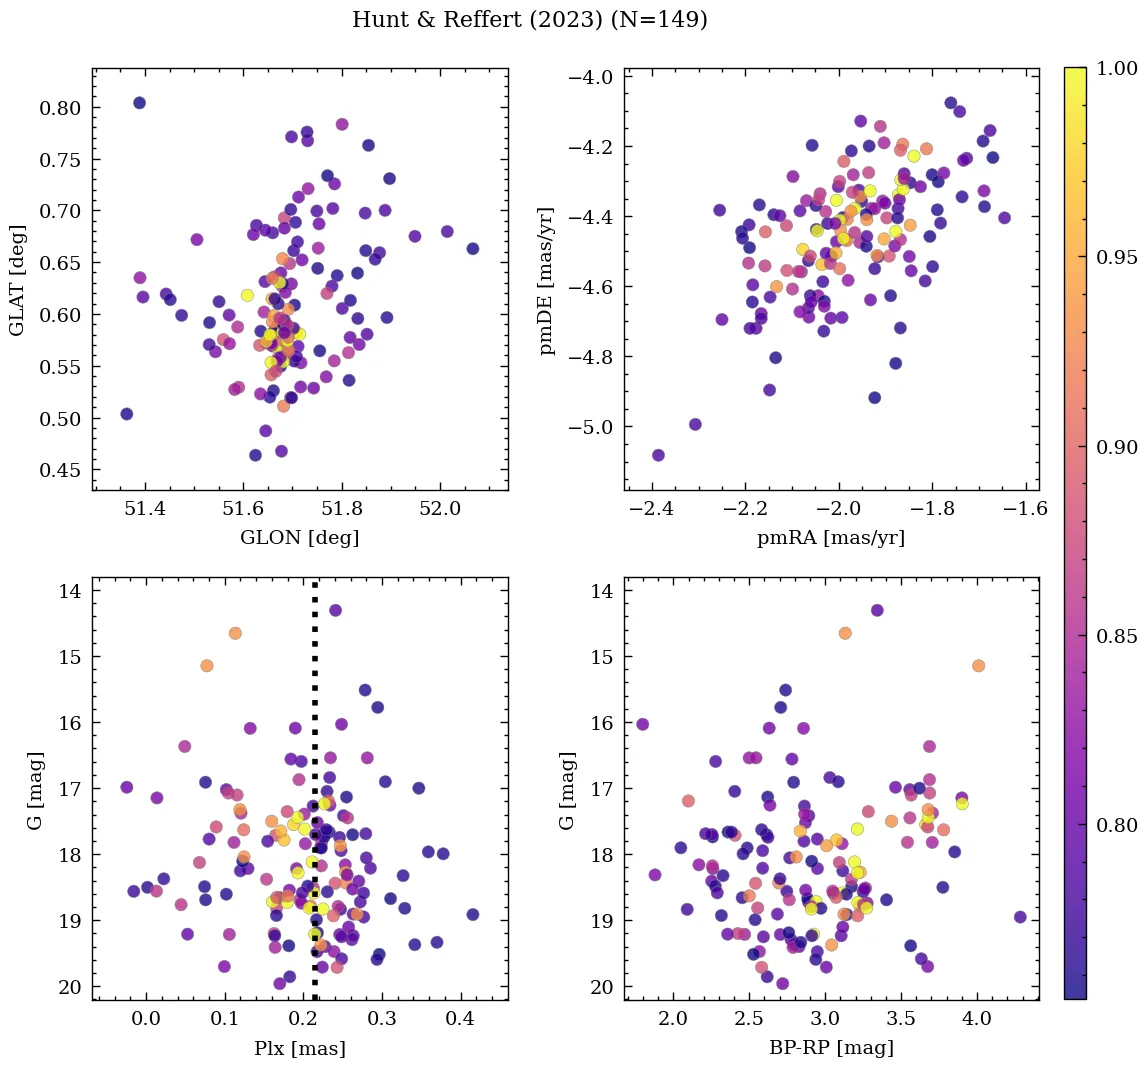 Hunt & Reffert (2023) (N=149)
0.80
0.75
0.70
0.65
0.60
0.55
0.50
0.45
GLAT [deg]
51.4 51.6 51.8 52.0
GLON [deg]
−4.0
−4.2
−4.4
−4.6
−4.8
−5.0
pmDE [mas/yr]
−2.4 −2.2 −2.0 −1.8 −1.6
pmRA [mas/yr]
14
15
16
17
18
19
20
G [mag]
0.0 0.1 0.2 0.3 0.4
Plx [mas]
14
15
16
17
18
19
20
G [mag]
2.0 2.5 3.0 3.5 4.0
BP-RP [mag]
1.00
0.95
0.90
0.85
0.80